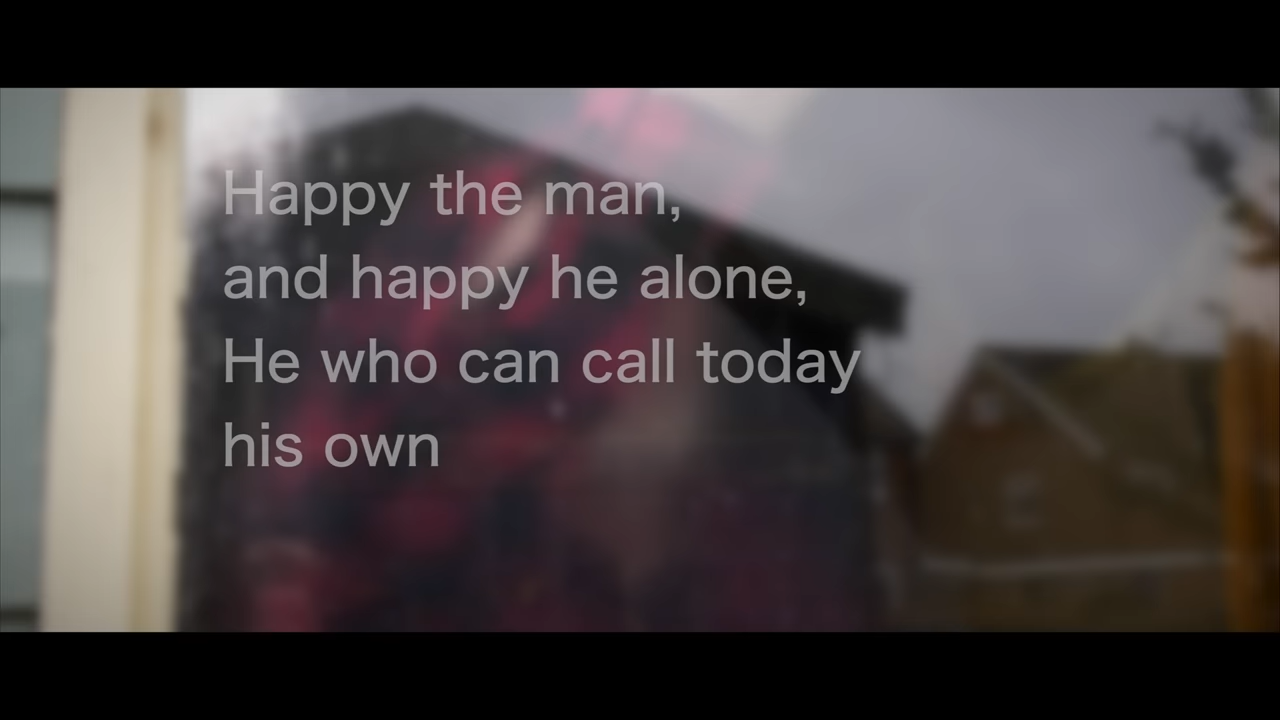 Happy the man,
and happy he alone,
He who can call today
his own